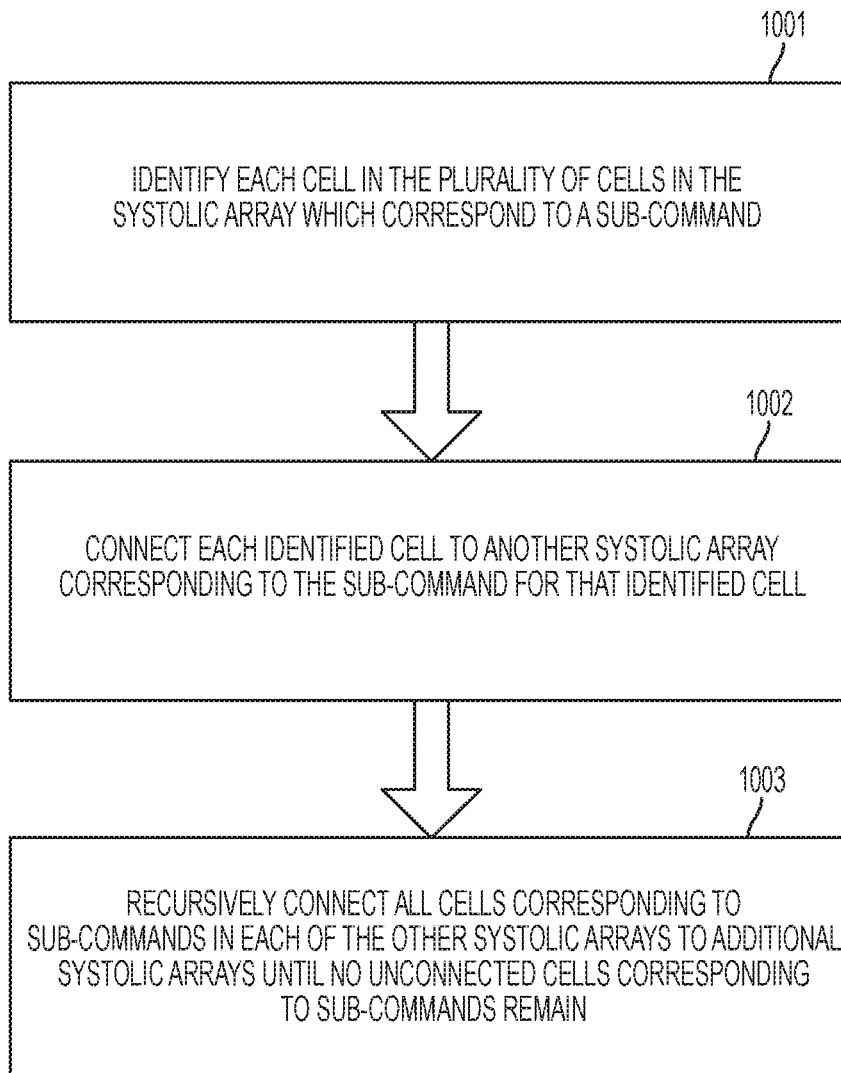 1001
IDENTIFY EACH CELL IN THE PLURALITY OF CELLS IN THE
SYSTOLIC ARRAY WHICH CORRESPOND TO A SUB-COMMAND
1002
CONNECT EACH IDENTIFIED CELL TO ANOTHER SYSTOLIC ARRAY
CORRESPONDING TO THE SUB-COMMAND FOR THAT IDENTIFIED CELL
1003
RECURSIVELY CONNECT ALL CELLS CORRESPONDING TO
SUB-COMMANDS IN EACH OF THE OTHER SYSTOLIC ARRAYS TO ADDITIONAL
SYSTOLIC ARRAYS UNTIL NO UNCONNECTED CELLS CORRESPONDING
TO SUB-COMMANDS REMAIN